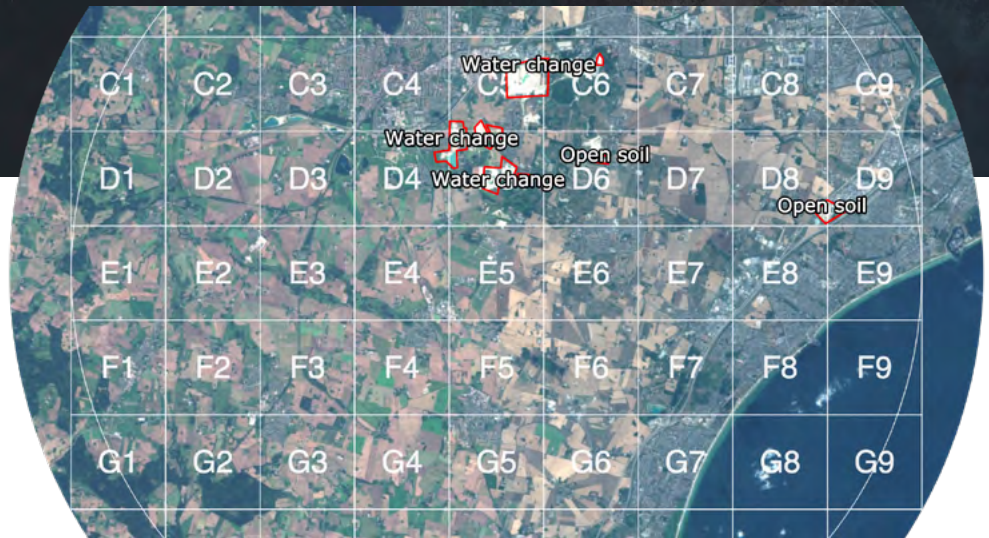 Water change
C1 C2 C3 C4 C5 C6 C7 C8 C9
Water change
Open soil
D1 D2 D3 D4 Water change D6 D7 D8 D9
Open soil
E1 E2 E3 E4 E5 E6 E7 E8 E9
F1 F2 F3 F4 F5 F6 F7 F8 F9
G1 G2 G3 G4 G5 G6 G7 G8 G9